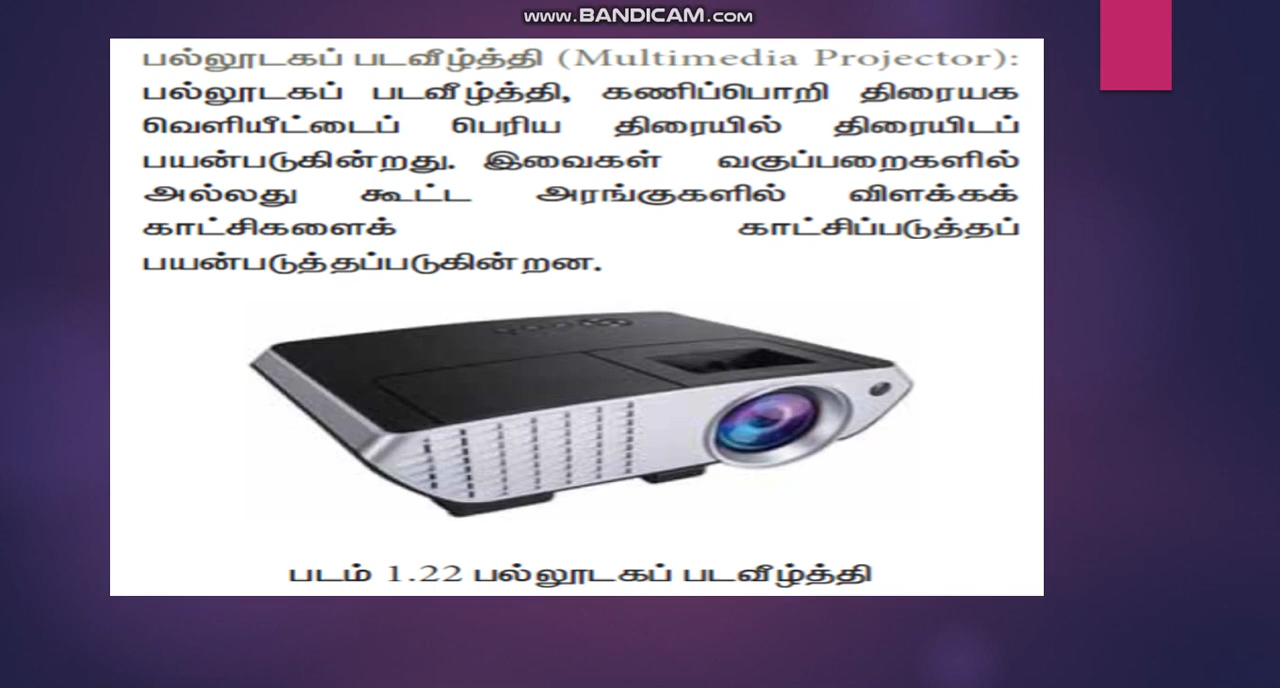 www.BANDICAM.com
பல்லூடகப் படவீழ்த்தி (Multimedia Projector):
பல்லூடகப் படவீழ்த்தி, கணிப்பொறி திரையக
வெளியீட்டைப் பெரிய திரையில் திரையிடப்
பயன்படுகின்றது. இவைகள் வகுப்பறைகளில்
அல்லது கூட்ட அரங்குகளில் விளக்கக்
காட்சிகளைக் காட்சிப்படுத்தப்
பயன்படுத்தப்படுகின்றன.
படம் 1.22 பல்லூடகப் படவீழ்த்தி